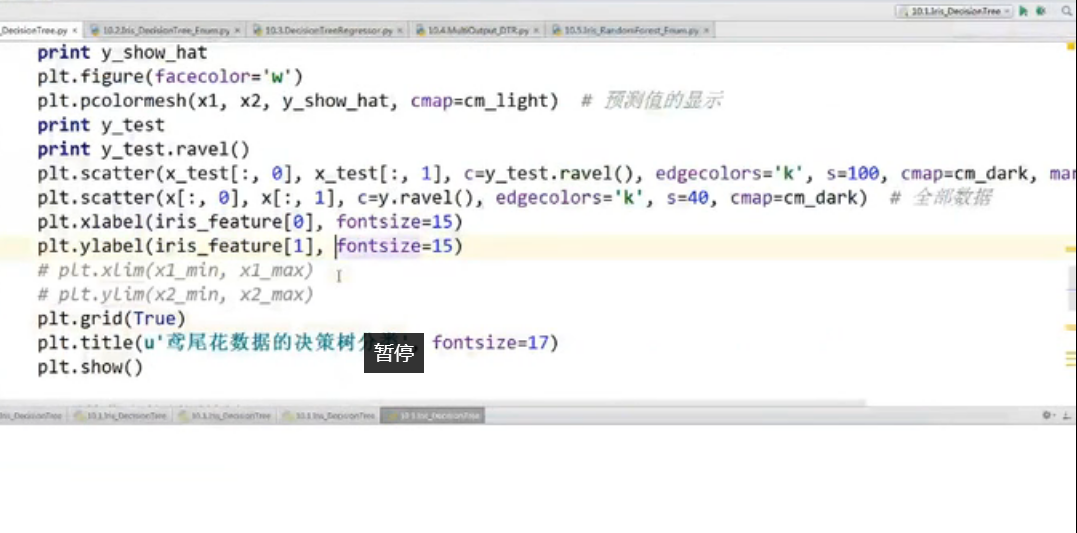 10.1.Iris_DecisionTree
_DecisionTree.py 10.2.Iris_DecisionTree_Enum.py 10.3.DecisionTreeRegressor.py 10.4.MultiOutput_DTR.py 10.5.Iris_RandomForest_Enum.py
print y_show_hat
plt.figure(facecolor='w')
plt.pcolormesh(x1, x2, y_show_hat, cmap=cm_light)  # 预测值的显示
print y_test
print y_test.ravel()
plt.scatter(x_test[:, 0], x_test[:, 1], c=y_test.ravel(), edgecolors='k', s=100, cmap=cm_dark, mar
plt.scatter(x[:, 0], x[:, 1], c=y.ravel(), edgecolors='k', s=40, cmap=cm_dark)  # 全部数据
plt.xlabel(iris_feature[0], fontsize=15)
plt.ylabel(iris_feature[1], fontsize=15)
# plt.xlim(x1_min, x1_max)
# plt.ylim(x2_min, x2_max)
plt.grid(True)
plt.title(u'鸢尾花数据的决策树分 , fontsize=17)
暂停
plt.show()
Iris_DecisionTree 10.1.Iris_DecisionTree 10.1.Iris_DecisionTree 10.1.Iris_DecisionTree 10.1.Iris_DecisionTree